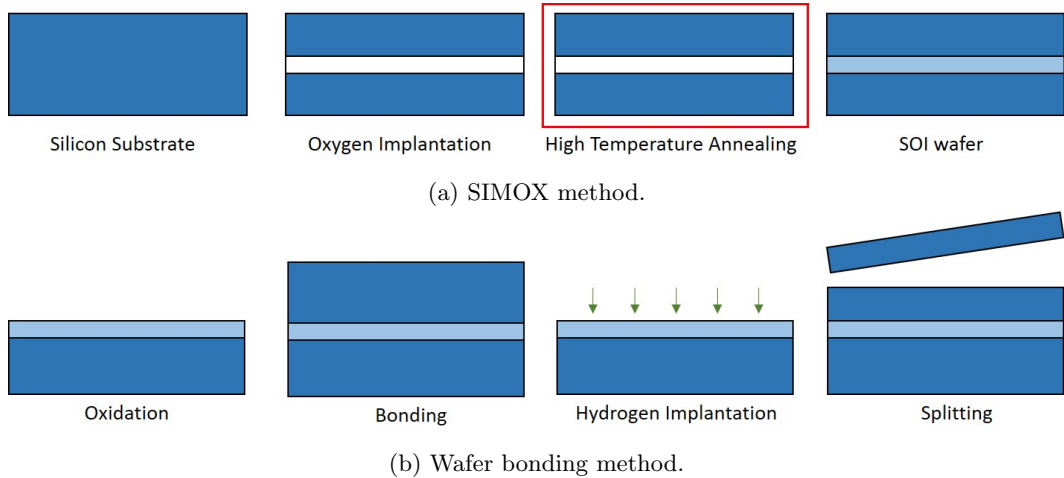 Silicon Substrate
Oxygen Implantation
High Temperature Annealing
SOI wafer
(a) SIMOX method.
Oxidation
Bonding
Hydrogen Implantation
Splitting
(b) Wafer bonding method.